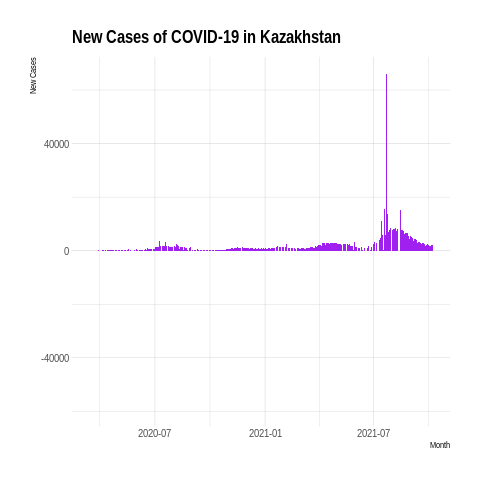 New Cases of COVID-19 in Kazakhstan
New Cases
40000
0
-40000
2020-07
2021-01
2021-07
Month